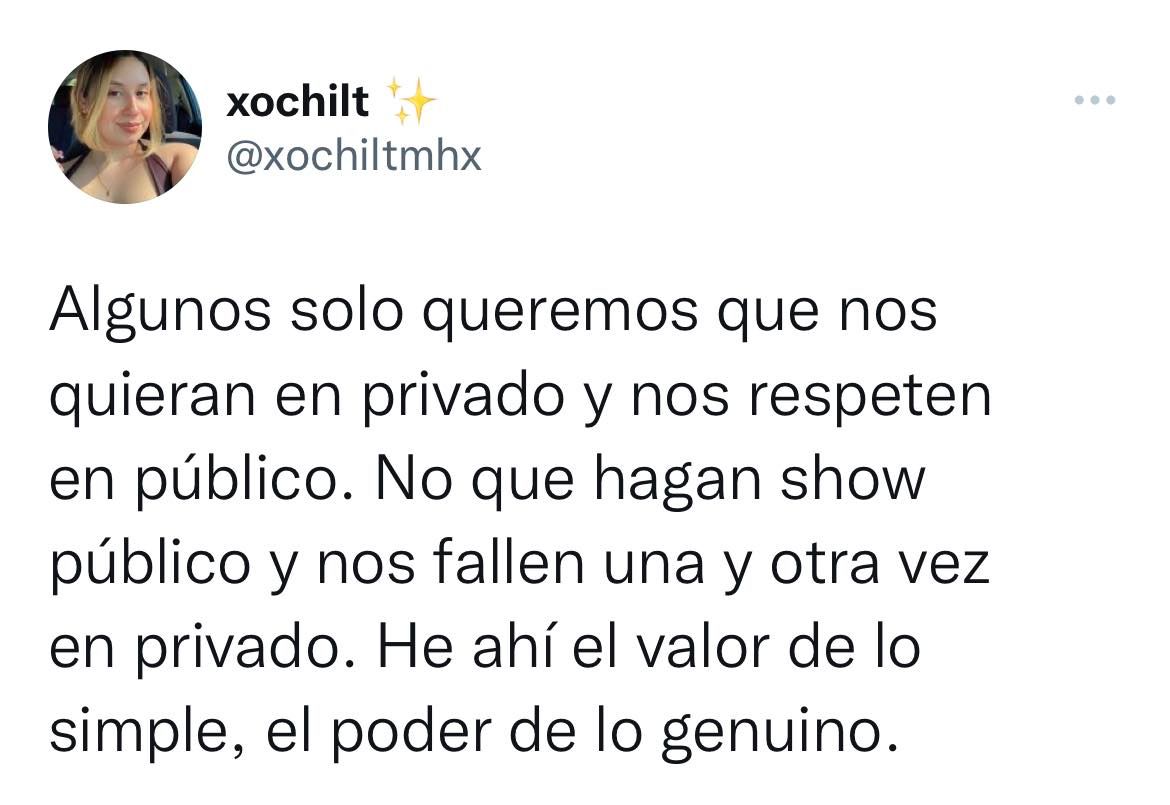 xochilt ✨
@xochiltmhx
Algunos solo queremos que nos
quieran en privado y nos respeten
en público. No que hagan show
público y nos fallen una y otra vez
en privado. He ahí el valor de lo
simple, el poder de lo genuino.